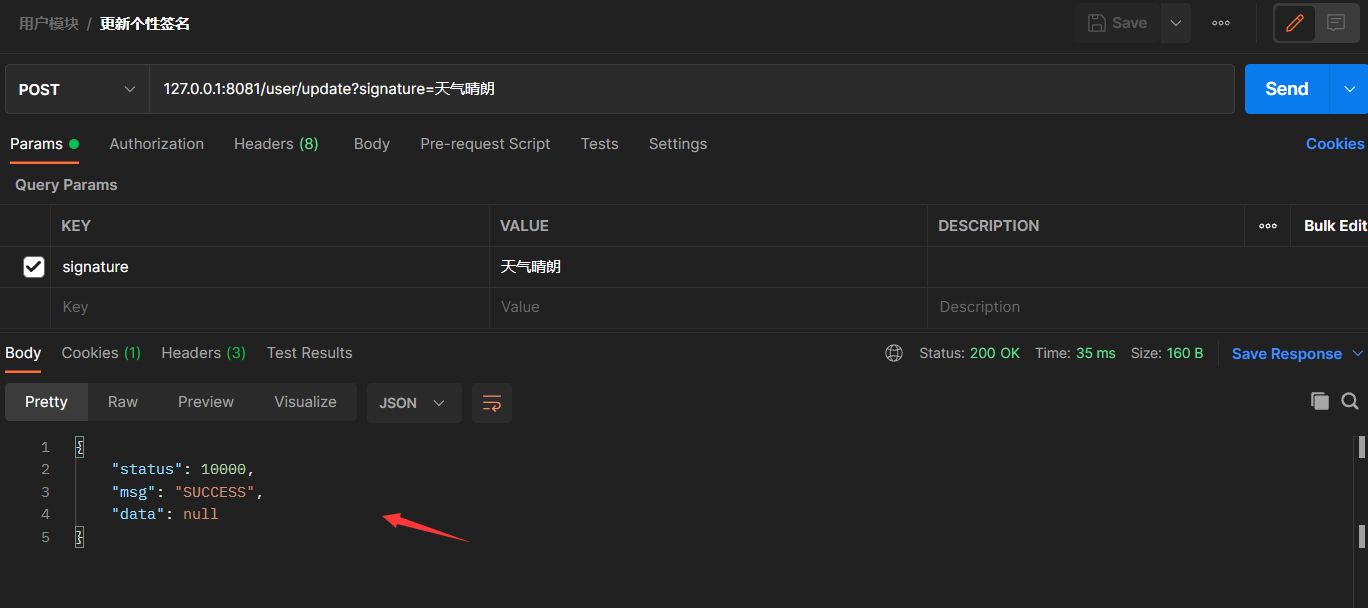 用户模块 / 更新个性签名 Save
POST 127.0.0.1:8081/user/update?signature=天气晴朗 Send
Params Authorization Headers (8) Body Pre-request Script Tests Settings Cookies
Query Params
KEY VALUE DESCRIPTION Bulk Edit
signature 天气晴朗
Key Value Description
Body Cookies (1) Headers (3) Test Results Status: 200 OK Time: 35 ms Size: 160 B Save Response
Pretty Raw Preview Visualize JSON
1 {
2 "status": 10000,
3 "msg": "SUCCESS",
4 "data": null
5 }